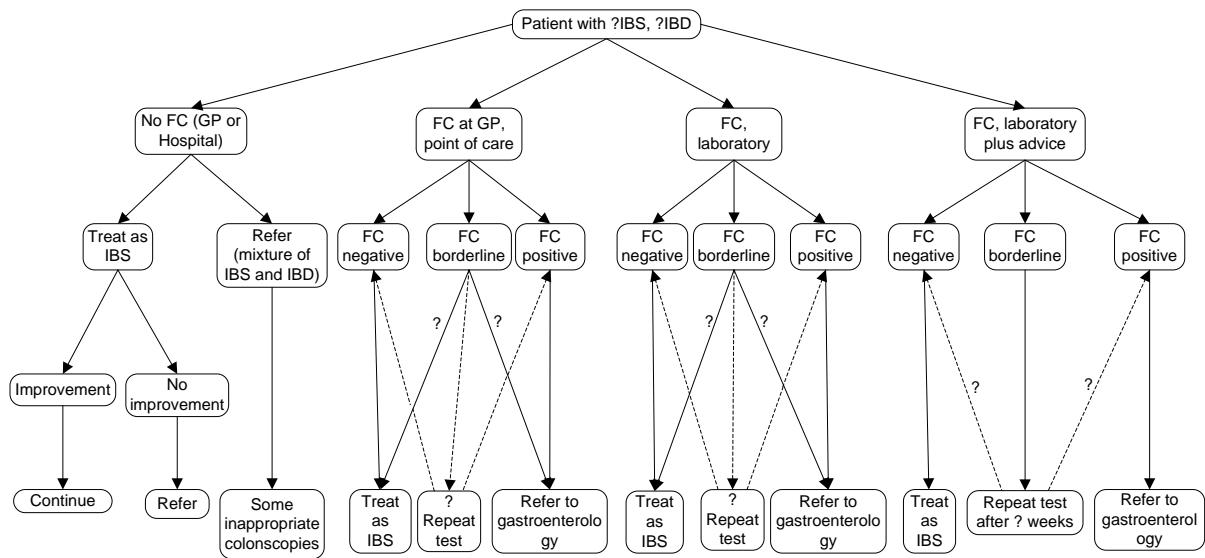 Patient with ?IBS, ?IBD
No FC (GP or
Hospital)
FC at GP,
point of care
FC,
laboratory
FC, laboratory
plus advice
Treat as
IBS
Refer
(mixture of
IBS and IBD)
FC
negative
FC
borderline
FC
positive
FC
negative
FC
borderline
FC
positive
FC
negative
FC
borderline
FC
positive
?
?
?
?
?
?
Improvement
No
improvement
Continue
Refer
Some
inappropriate
colonscopies
Treat
as
IBS
?
Repeat
test
Refer to
gastroenterolo
gy
Treat
as
IBS
?
Repeat
test
Refer to
gastroenterolo
gy
Treat
as
IBS
Repeat test
after ? weeks
Refer to
gastroenterol
ogy